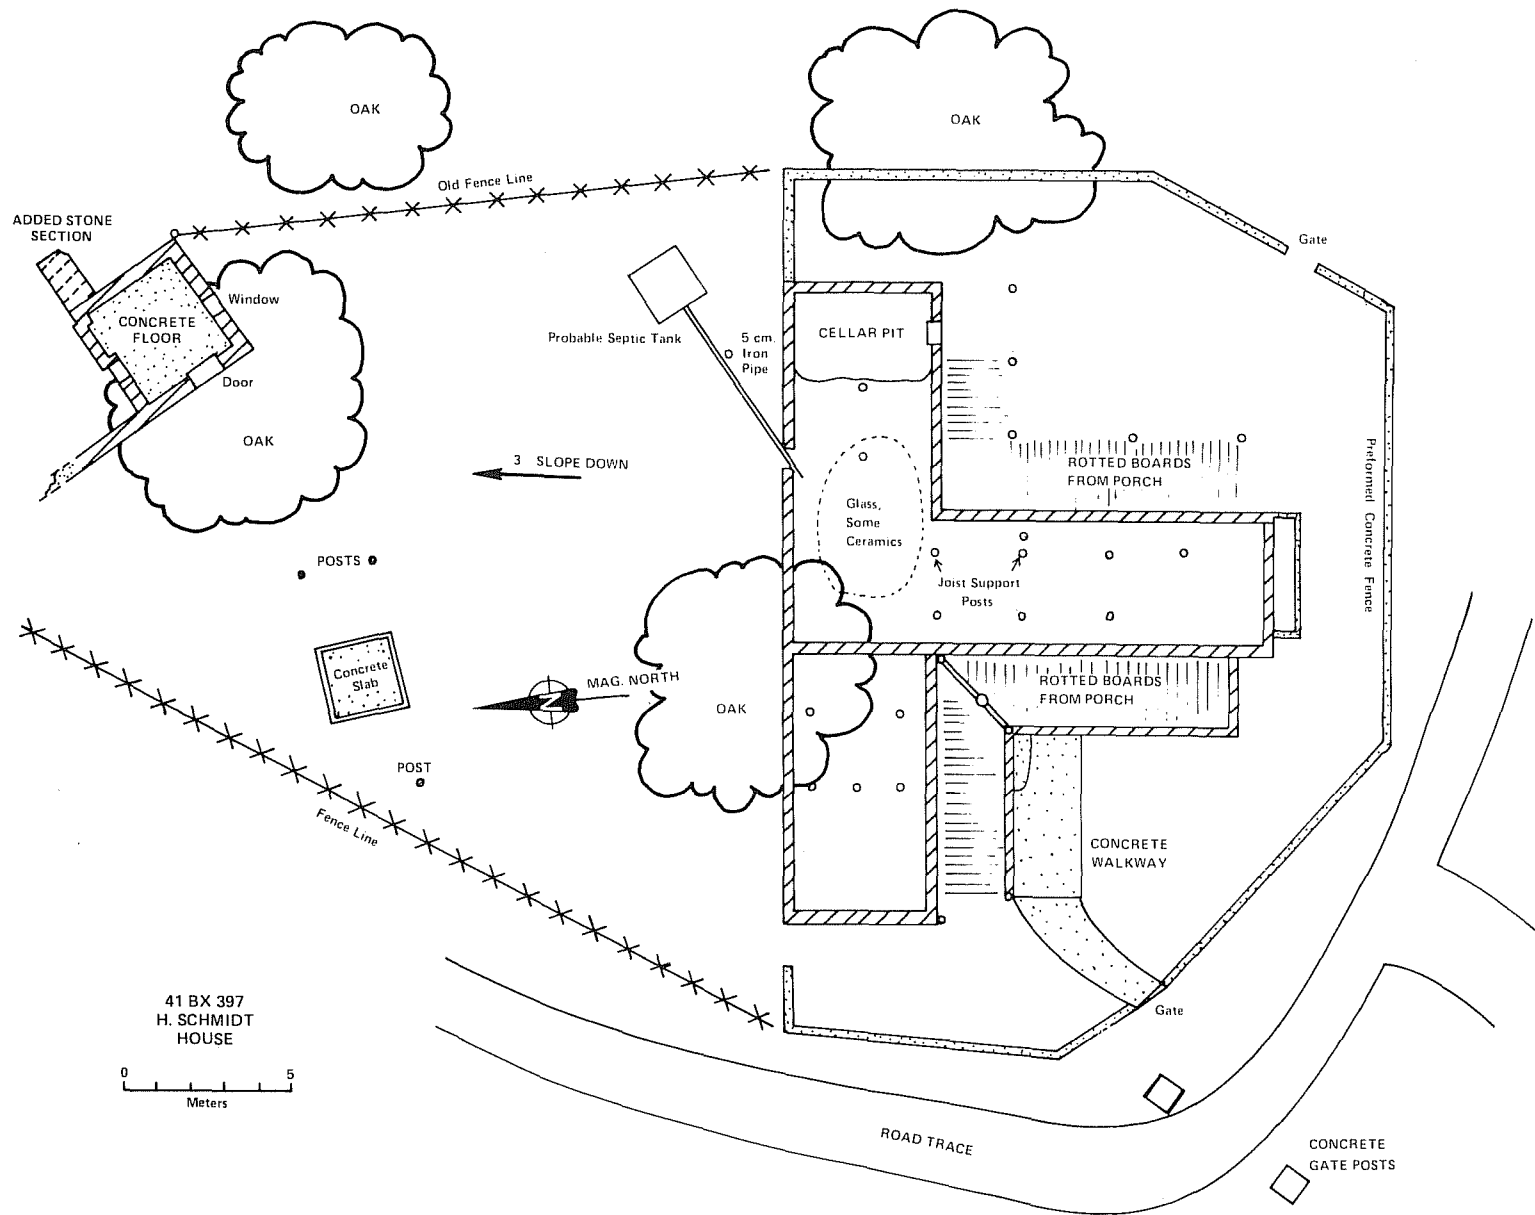 OAK
OAK
Old Fence Line
ADDED STONE
SECTION
Gate
Window
CONCRETE
FLOOR
Probable Septic Tank
5 cm.
Iron
Pipe
CELLAR PIT
Door
OAK
3 SLOPE DOWN
ROTTED BOARDS
FROM PORCH
Preformed Concrete Fence
Glass,
Some
Ceramics
POSTS
Joist Support
Posts
Concrete
Slab
N
MAG. NORTH
OAK
ROTTED BOARDS
FROM PORCH
POST
Fence Line
CONCRETE
WALKWAY
41 BX 397
H. SCHMIDT
HOUSE
0 5
Meters
Gate
ROAD TRACE
CONCRETE
GATE POSTS